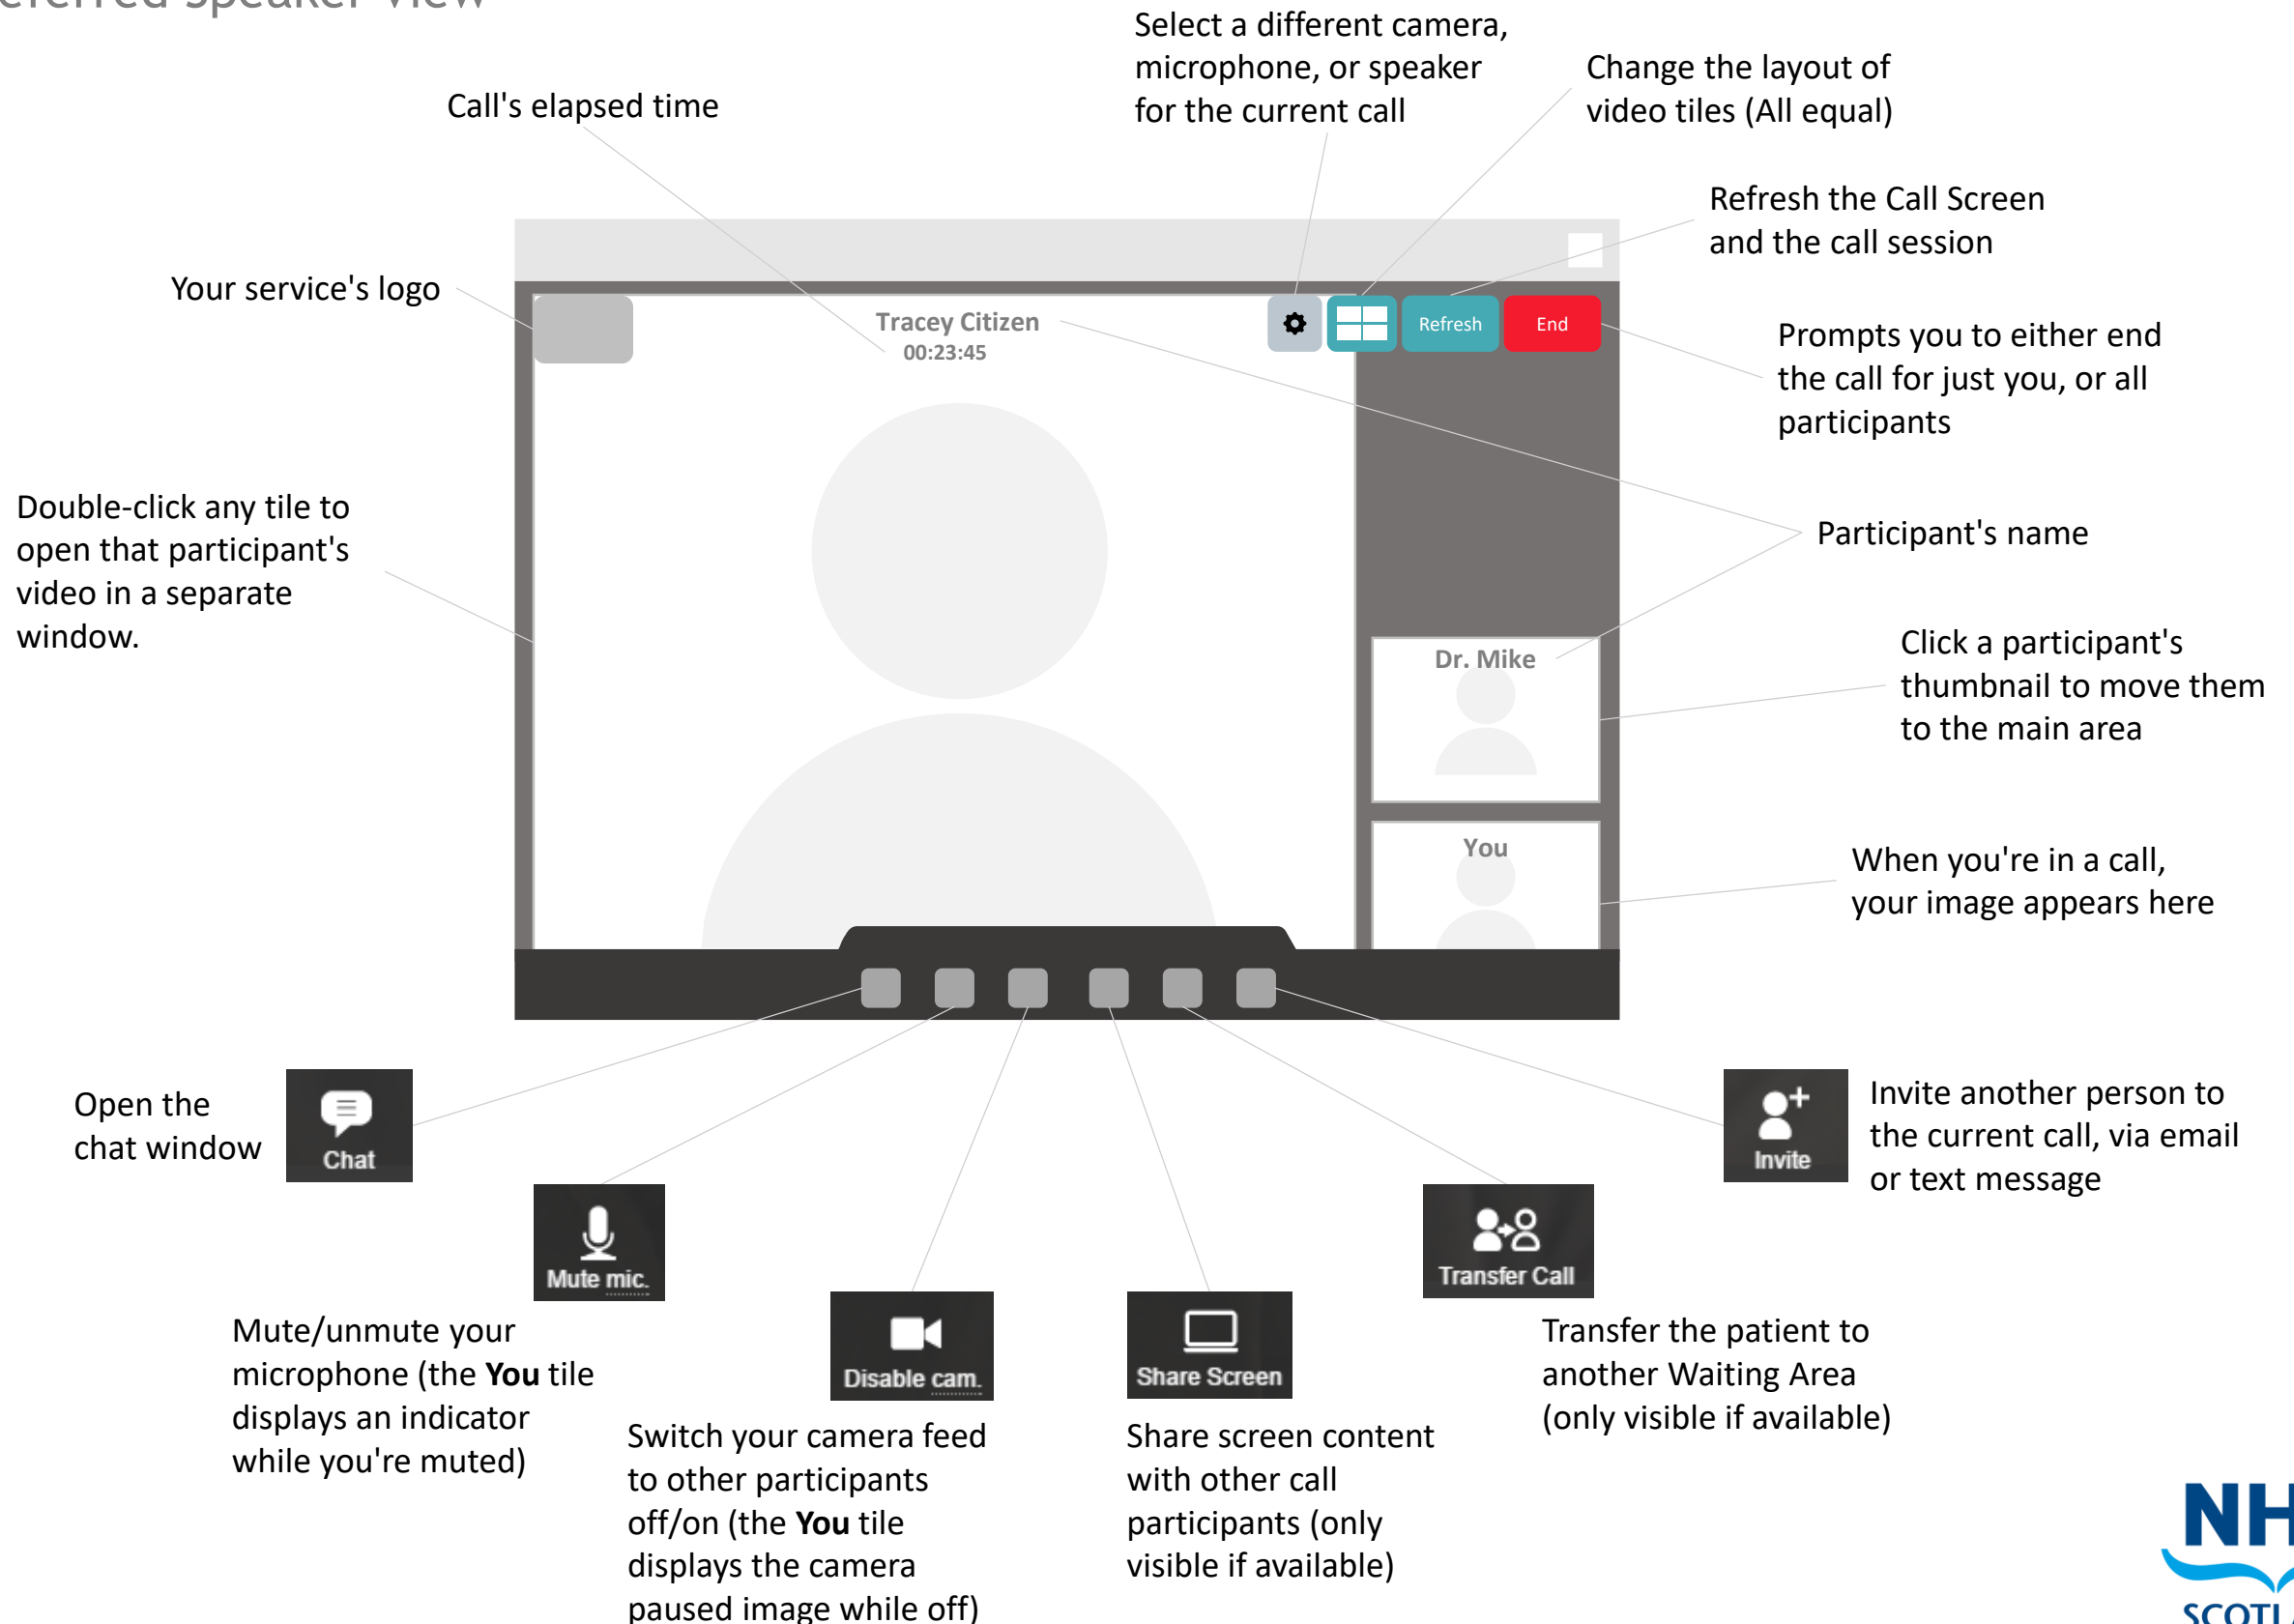 Speaker view
Select a different camera,
microphone, or speaker
for the current call
Change the layout of
video tiles (All equal)
Call's elapsed time
Refresh the Call Screen
and the call session
Your service's logo
Tracey Citizen
00:23:45
Refresh
End
Prompts you to either end
the call for just you, or all
participants
Double-click any tile to
open that participant's
video in a separate
window.
Participant's name
Dr. Mike
Click a participant's
thumbnail to move them
to the main area
You
When you're in a call,
your image appears here
Open the
chat window
Chat
Invite
Invite another person to
the current call, via email
or text message
Mute mic.
Mute/unmute your
microphone (the You tile
displays an indicator
while you're muted)
Disable cam.
Switch your camera feed
to other participants
off/on (the You tile
displays the camera
paused image while off)
Share Screen
Share screen content
with other call
participants (only
visible if available)
Transfer Call
Transfer the patient to
another Waiting Area
(only visible if available)